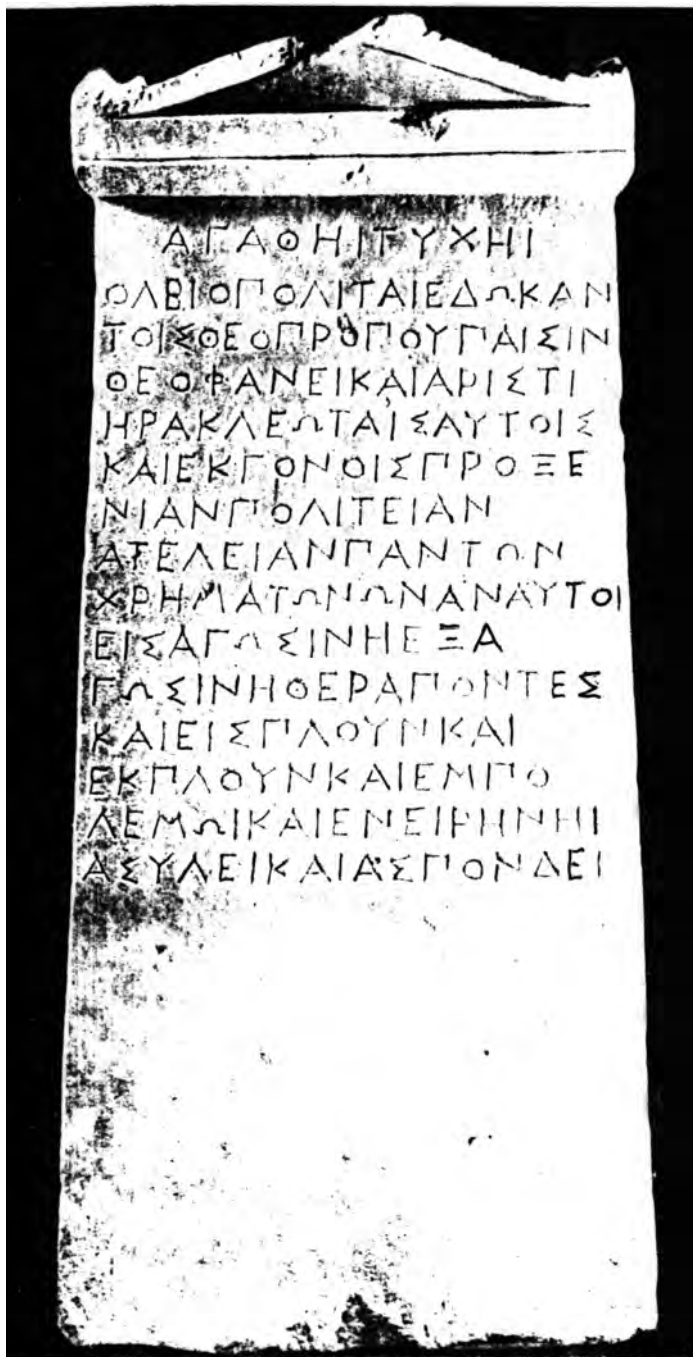 ΑΓΑΘΗΙΤΥΧΗΙ
ΟΛΒΙΟΠΟΛΙΤΑΙΕΔΩΚΑΝ
ΤΟΙΣΘΕΟΠΡΟΠΟΥΠΑΙΣΙΝ
ΘΕΟΦΑΝΕΙΚΑΙΑΡΙΣΤΙ
ΗΡΑΚΛΕΩΤΑΙΣΑΥΤΟΙΣ
ΚΑΙΕΚΓΟΝΟΙΣΠΡΟΞΕ
ΝΙΑΝΠΟΛΙΤΕΙΑΝ
ΑΤΕΛΕΙΑΝΠΑΝΤΩΝ
ΧΡΗΜΑΤΩΝΩΝΑΝΑΥΤΟΙ
ΕΙΣΑΓΩΣΙΝΗΕΞΑ
ΓΩΣΙΝΗΘΕΡΑΠΟΝΤΕΣ
ΚΑΙΕΙΣΠΛΟΥΝΚΑΙ
ΕΚΠΛΟΥΝΚΑΙΕΜΠΟ
ΛΕΜΩΙΚΑΙΕΝΕΙΡΗΝΗΙ
ΑΣΥΛΕΙΚΑΙΑΣΠΟΝΔΕΙ